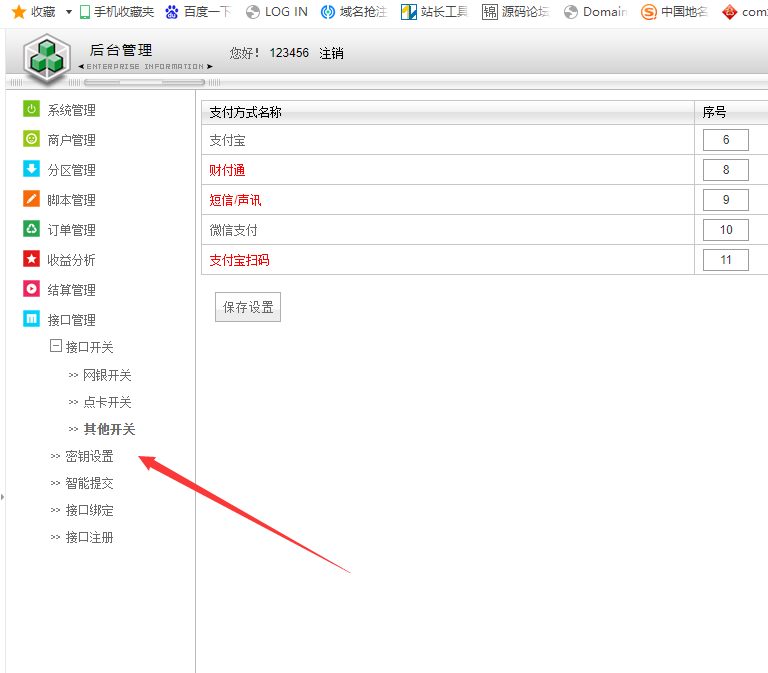 收藏 手机收藏夹 百度一下 LOG IN 域名抢注 站长工具 源码论坛 Domain 中国地名 com
后台管理
ENTERPRISE INFORMATION
您好！ 123456 注销
系统管理
商户管理
分区管理
脚本管理
订单管理
收益分析
结算管理
接口管理
接口开关
>> 网银开关
>> 点卡开关
>> 其他开关
>> 密钥设置
>> 智能提交
>> 接口绑定
>> 接口注册
支付方式名称 序号
支付宝 6
财付通 8
短信/声讯 9
微信支付 10
支付宝扫码 11
保存设置